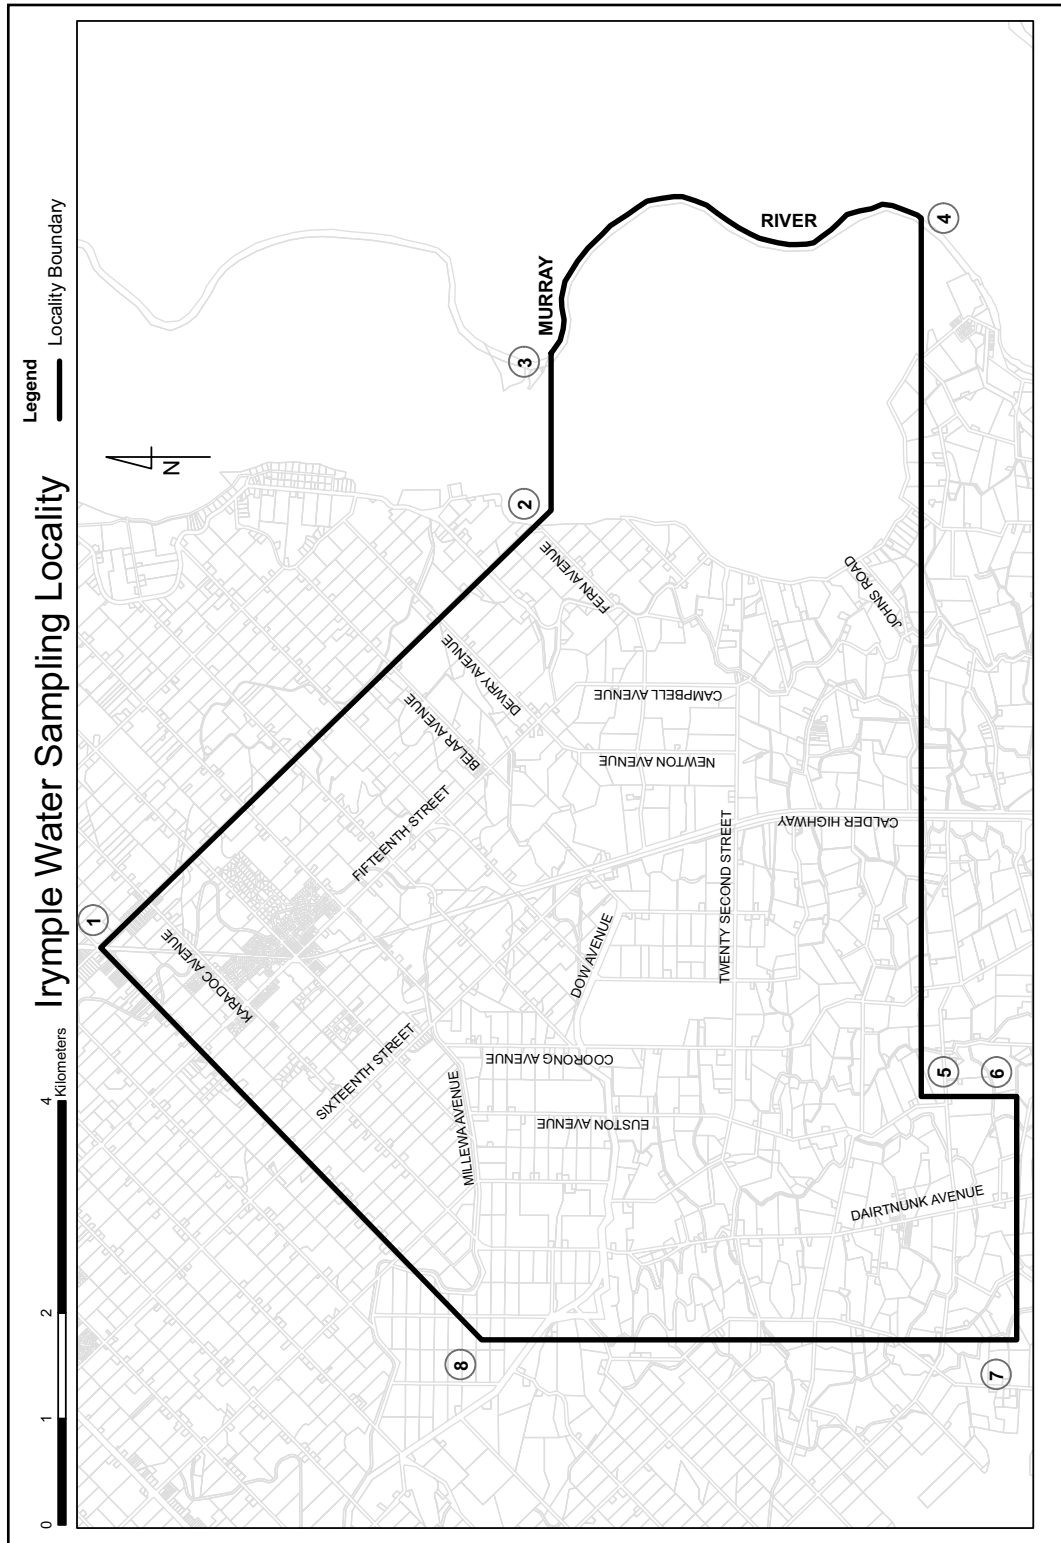 Irymple Water Sampling Locality
Legend
Locality Boundary
0
1
2
4
Kilometers
N
1
2
3
4
5
6
7
8
MURRAY
RIVER
KARADOC AVENUE
FIFTEENTH STREET
BELAR AVENUE
DEWRY AVENUE
FERN AVENUE
SIXTEENTH STREET
MILLEWA AVENUE
COORONG AVENUE
EUSTON AVENUE
DOW AVENUE
NEWTON AVENUE
CAMPBELL AVENUE
TWENTY SECOND STREET
CALDER HIGHWAY
JOHNS ROAD
DAIRTNUNK AVENUE